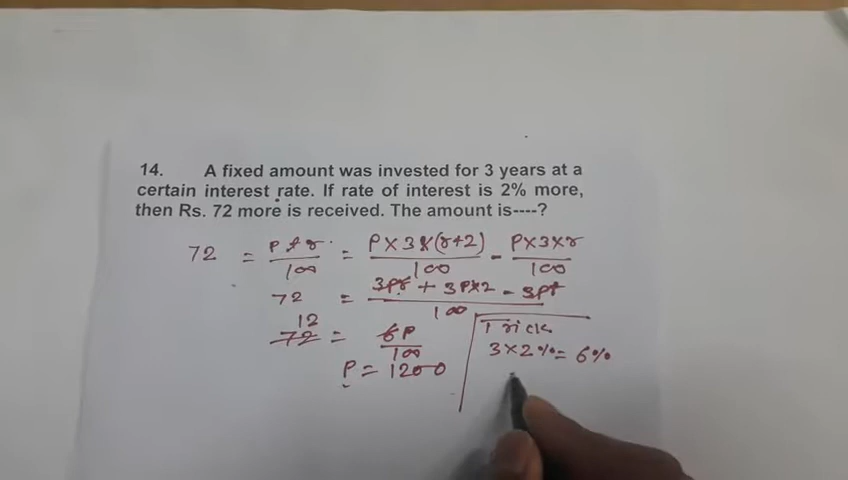 14. A fixed amount was invested for 3 years at a
certain interest rate. If rate of interest is 2% more,
then Rs. 72 more is received. The amount is----?
72 = P t r / 100 = P×3×(r+2) / 100 - P×3×r / 100
72 = 3Pr + 3P×2 - 3Pr / 100
12
72 = 6P / 100
P = 1200
Trick
3×2% = 6%